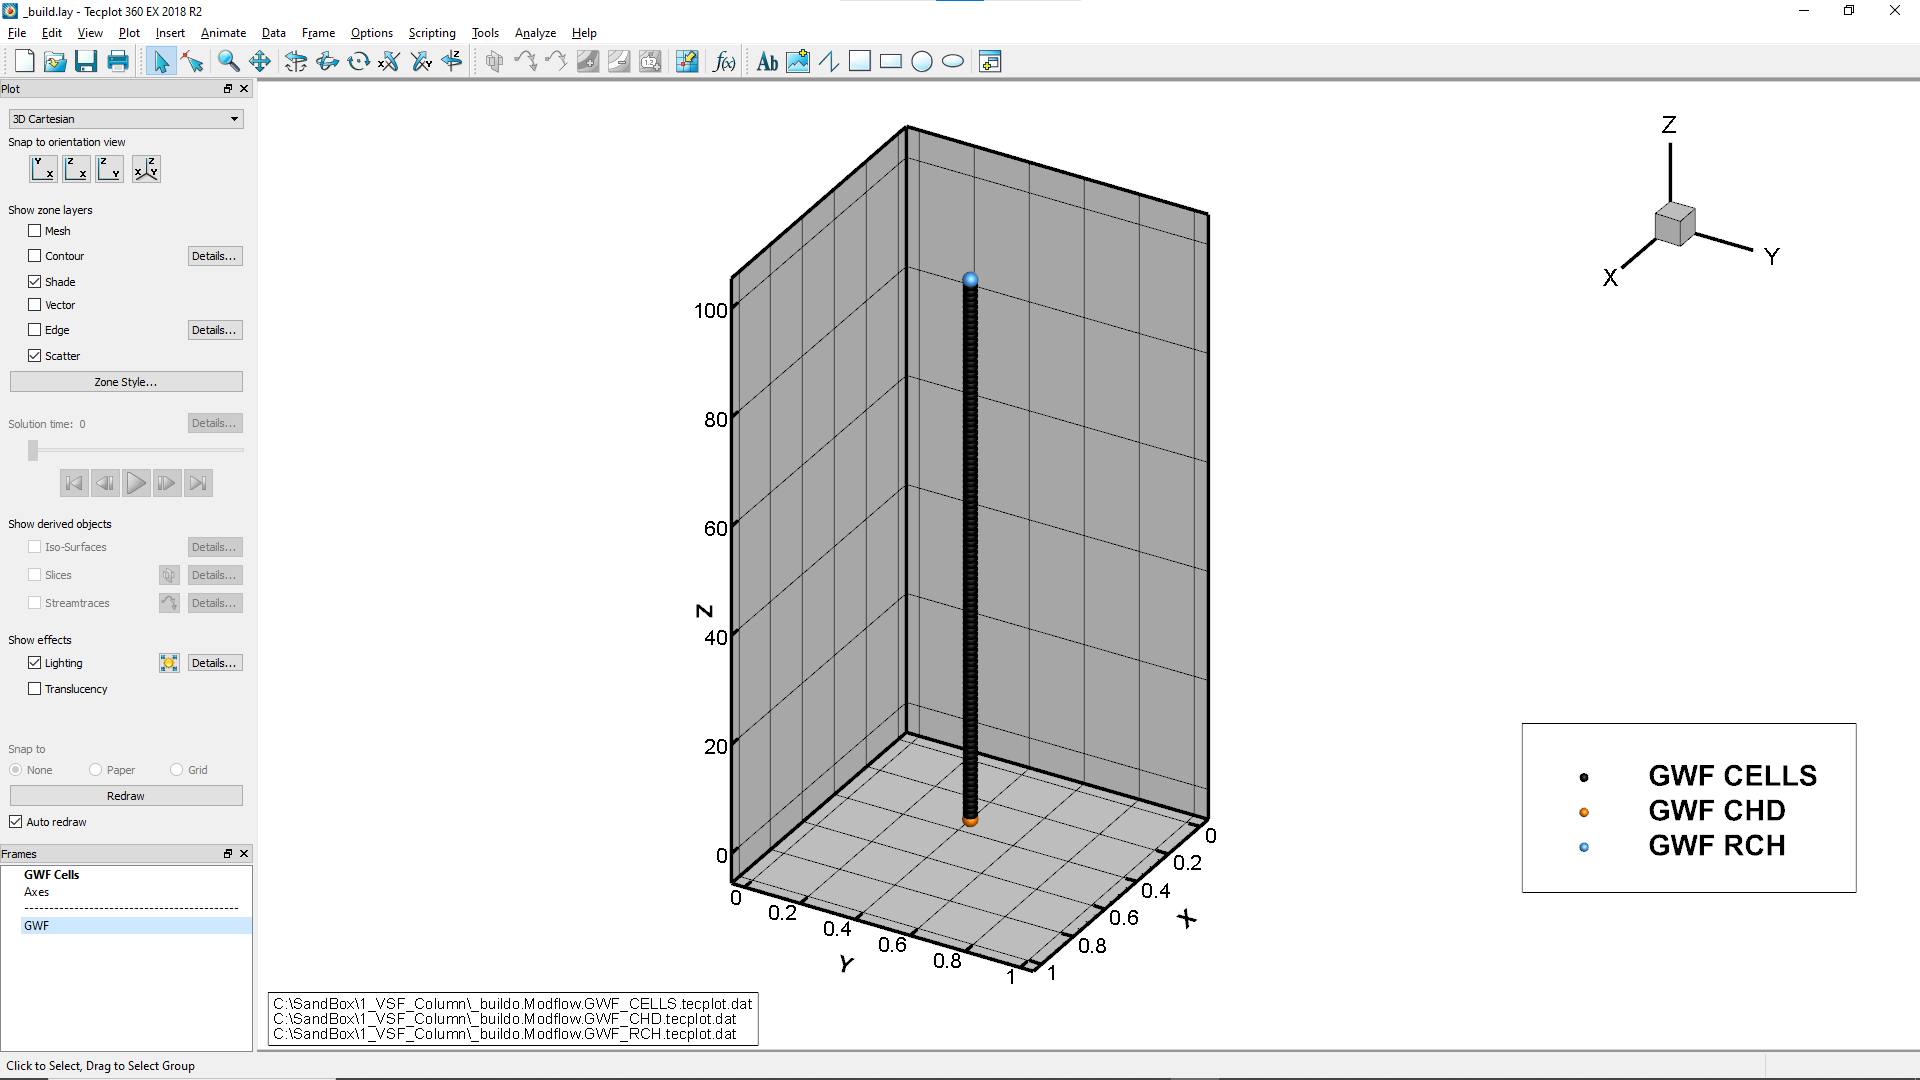 _build.lay - Tecplot 360 EX 2018 R2
File Edit View Plot Insert Animate Data Frame Options Scripting Tools Analyze Help
Plot
3D Cartesian
Snap to orientation view
Y X Z X Z Y Z X Y
Show zone layers
Mesh
Contour Details...
Shade
Vector
Edge Details...
Scatter
Zone Style...
Solution time: 0 Details...
Show derived objects
Iso-Surfaces Details...
Slices Details...
Streamtraces Details...
Show effects
Lighting Details...
Translucency
Snap to
None Paper Grid
Redraw
Auto redraw
Frames
GWF Cells
Axes
GWF
Z
Y
X
100
80
60
40
20
0
Z
0 0.2 0.4 0.6 0.8 1
Y
0 0.2 0.4 0.6 0.8 1
X
GWF CELLS
GWF CHD
GWF RCH
C:\SandBox\1_VSF_Column\_buildo.Modflow.GWF_CELLS.tecplot.dat
C:\SandBox\1_VSF_Column\_buildo.Modflow.GWF_CHD.tecplot.dat
C:\SandBox\1_VSF_Column\_buildo.Modflow.GWF_RCH.tecplot.dat
Click to Select, Drag to Select Group